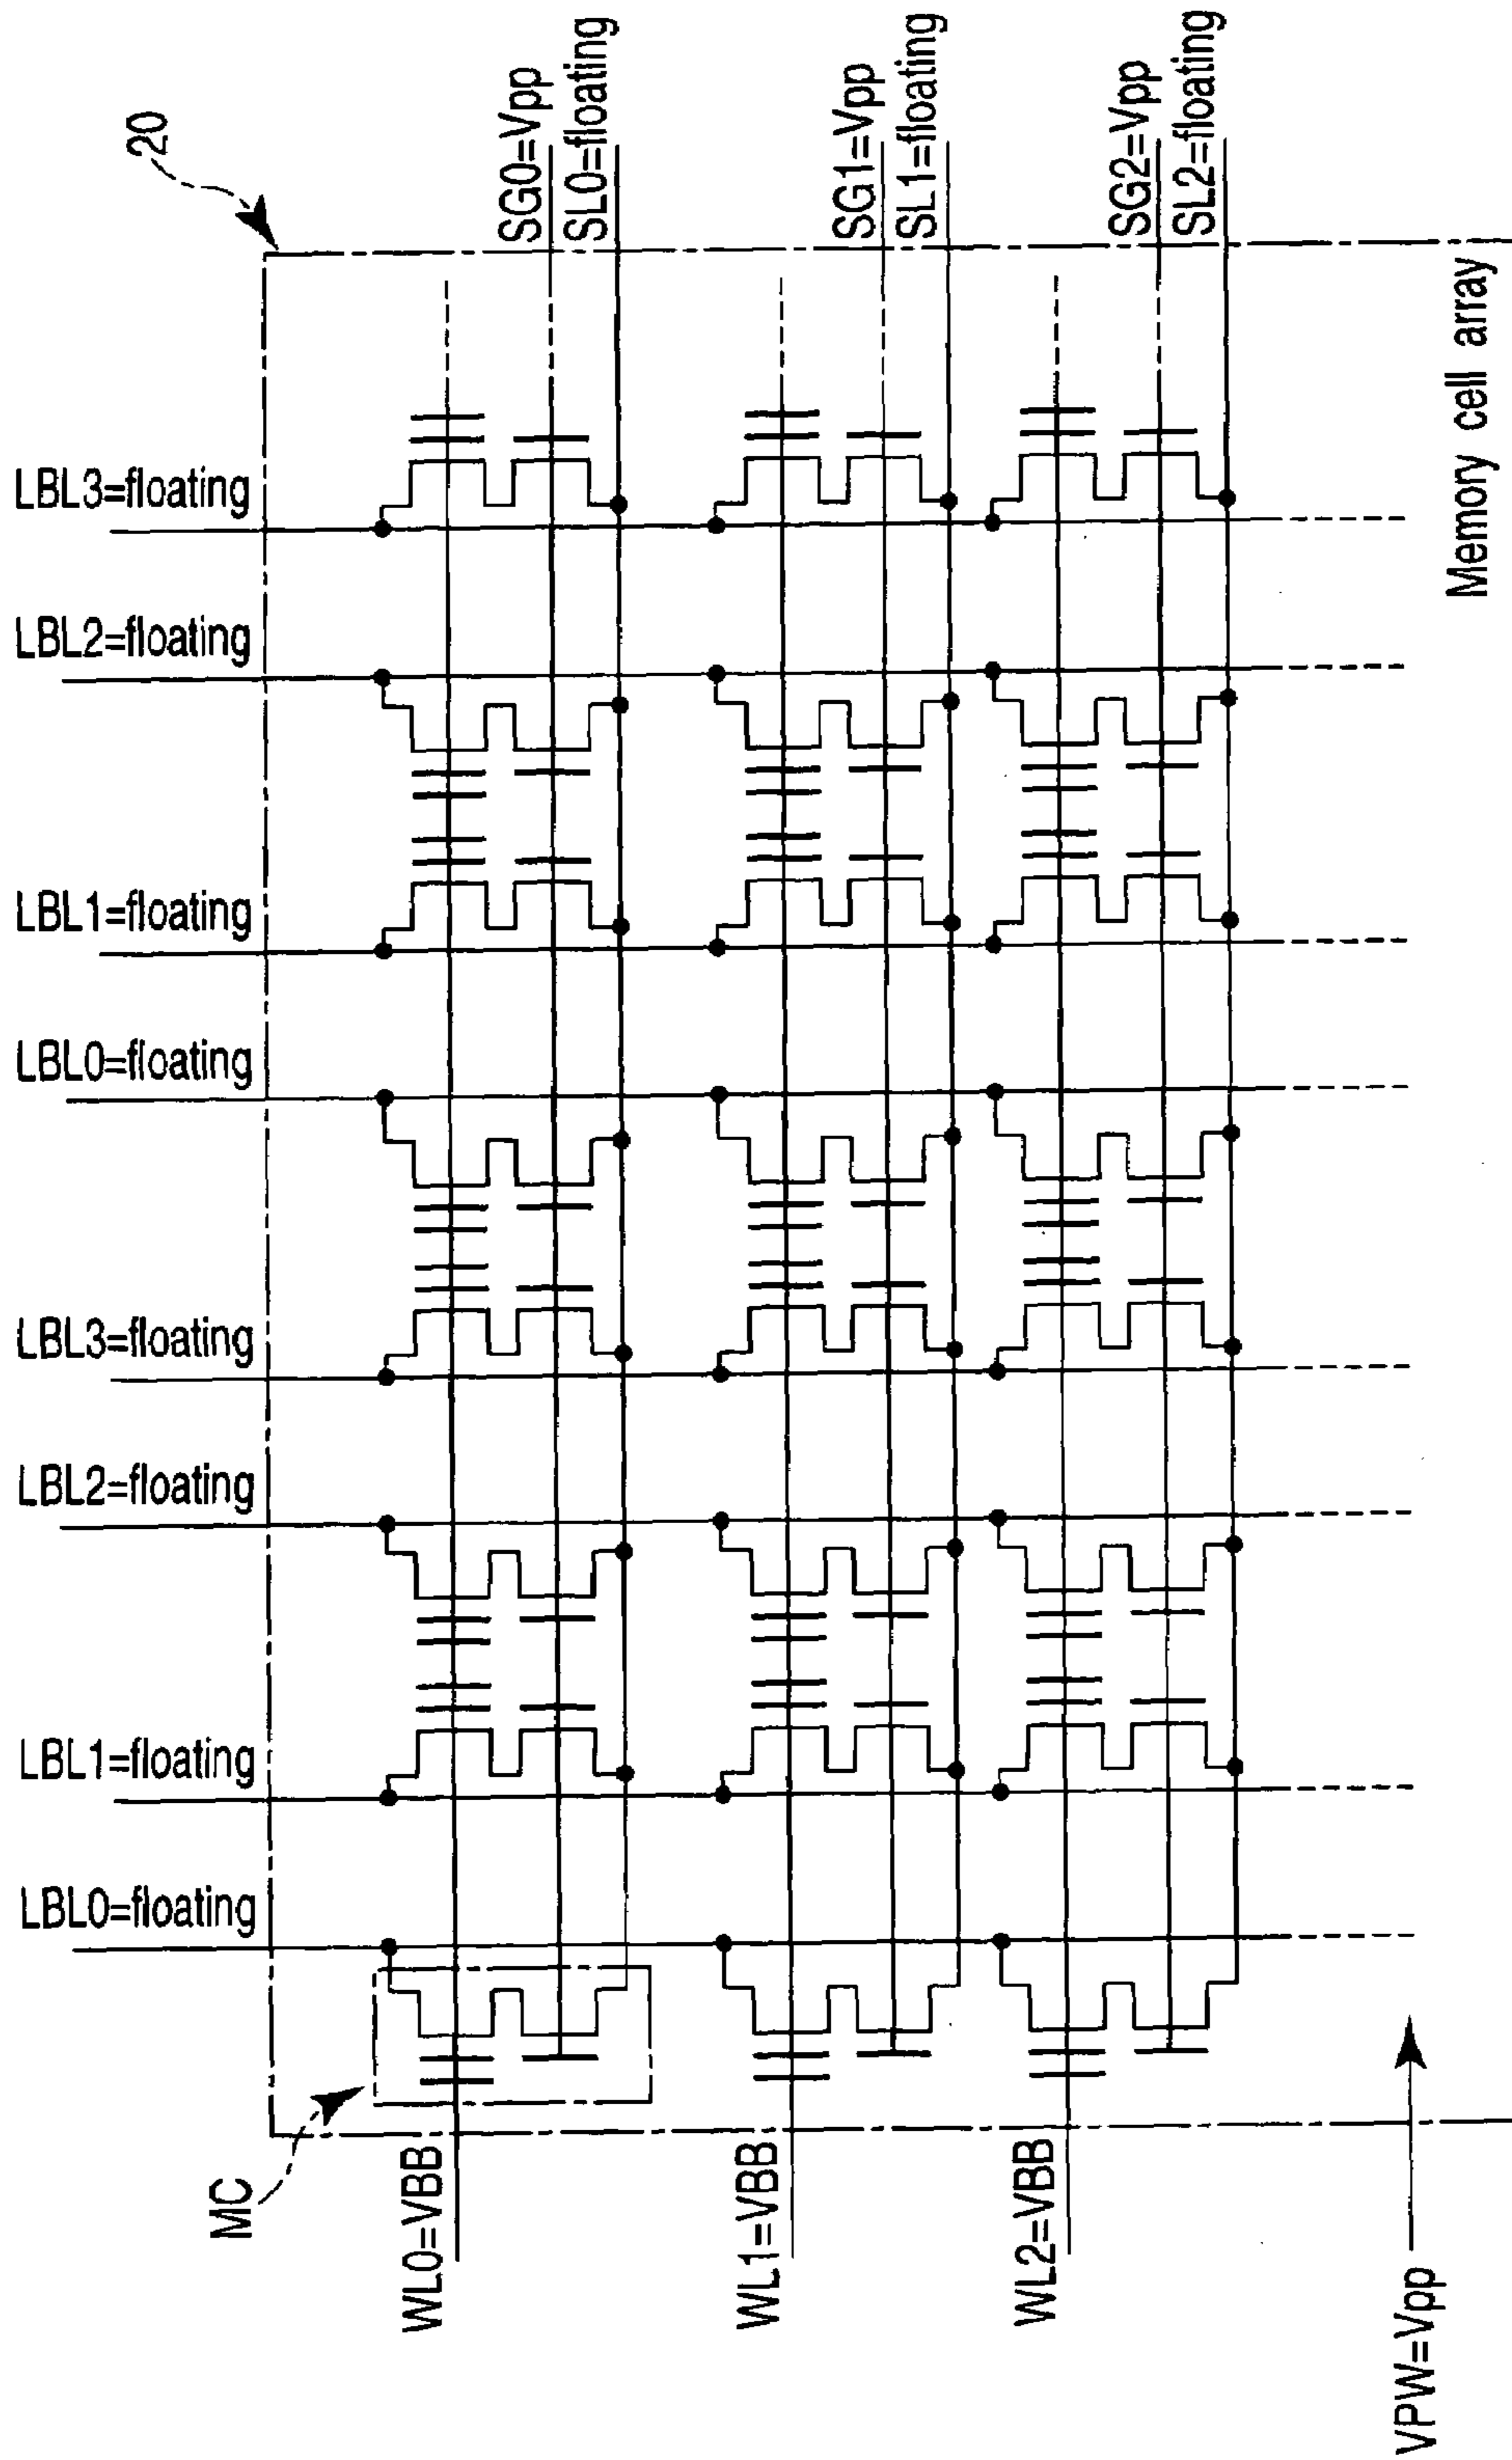 20
LBL0=floating
LBL1=floating
LBL2=floating
LBL3=floating
LBL0=floating
LBL1=floating
LBL2=floating
LBL3=floating
MC
WL0=VBB
SG0=Vpp
SL0=floating
WL1=VBB
SG1=Vpp
SL1=floating
WL2=VBB
SG2=Vpp
SL2=floating
VPW=Vpp
Memory cell array